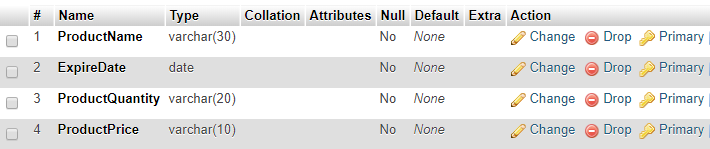 # Name Type Collation Attributes Null Default Extra Action
1 ProductName varchar(30) No None Change Drop Primary
2 ExpireDate date No None Change Drop Primary
3 ProductQuantity varchar(20) No None Change Drop Primary
4 ProductPrice varchar(10) No None Change Drop Primary